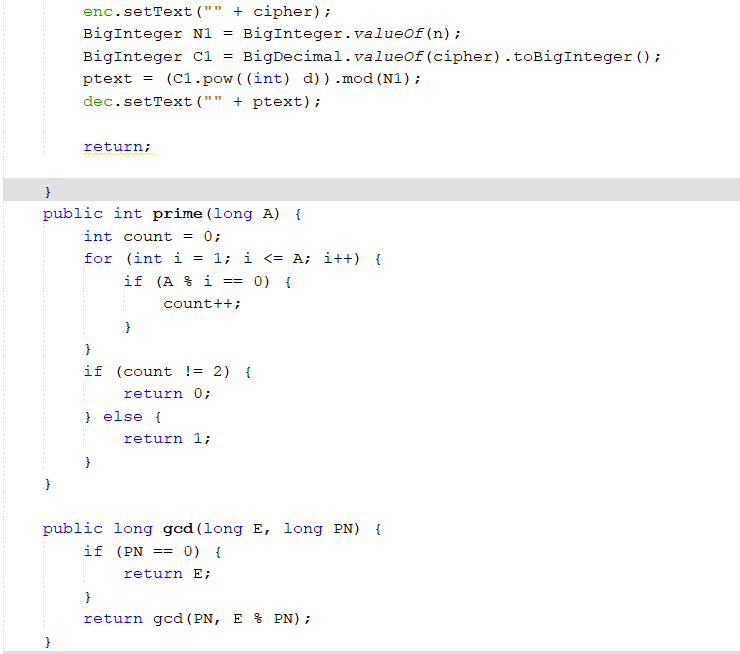 enc.setText("" + cipher);
BigInteger N1 = BigInteger.valueOf(n);
BigInteger C1 = BigDecimal.valueOf(cipher).toBigInteger();
ptext = (C1.pow((int) d)).mod(N1);
dec.setText("" + ptext);
return;
}
public int prime(long A) {
int count = 0;
for (int i = 1; i <= A; i++) {
if (A % i == 0) {
count++;
}
}
if (count != 2) {
return 0;
} else {
return 1;
}
}
public long gcd(long E, long PN) {
if (PN == 0) {
return E;
}
return gcd(PN, E % PN);
}